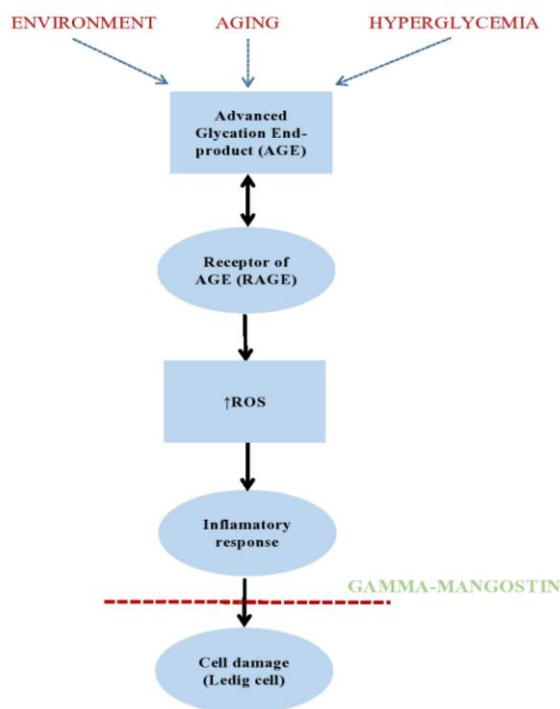 ENVIRONMENT AGING HYPERGLYCEMIA
Advanced
Glycation End-
product (AGE)
Receptor of
AGE (RAGE)
↑ROS
Inflamatory
response
GAMMA-MANGOSTIN
Cell damage
(Ledig cell)